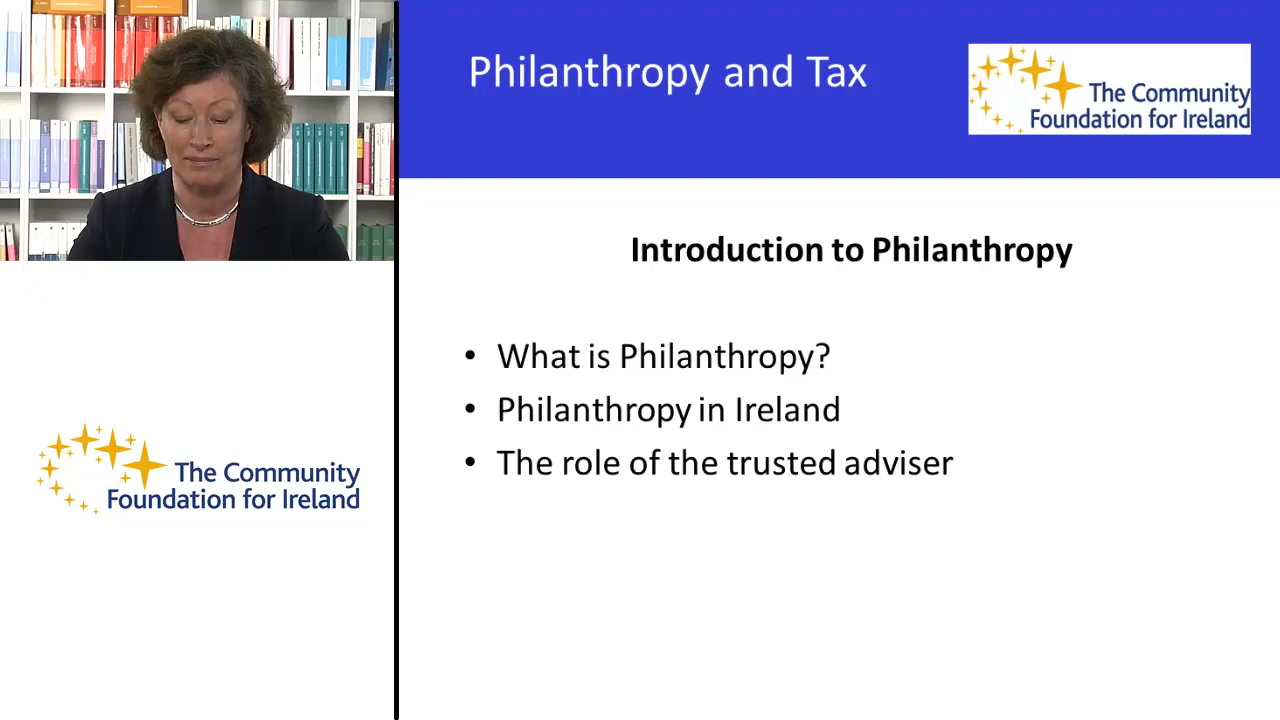 Philanthropy and Tax
The Community
Foundation for Ireland
Introduction to Philanthropy
• What is Philanthropy?
• Philanthropy in Ireland
• The role of the trusted adviser
The Community
Foundation for Ireland